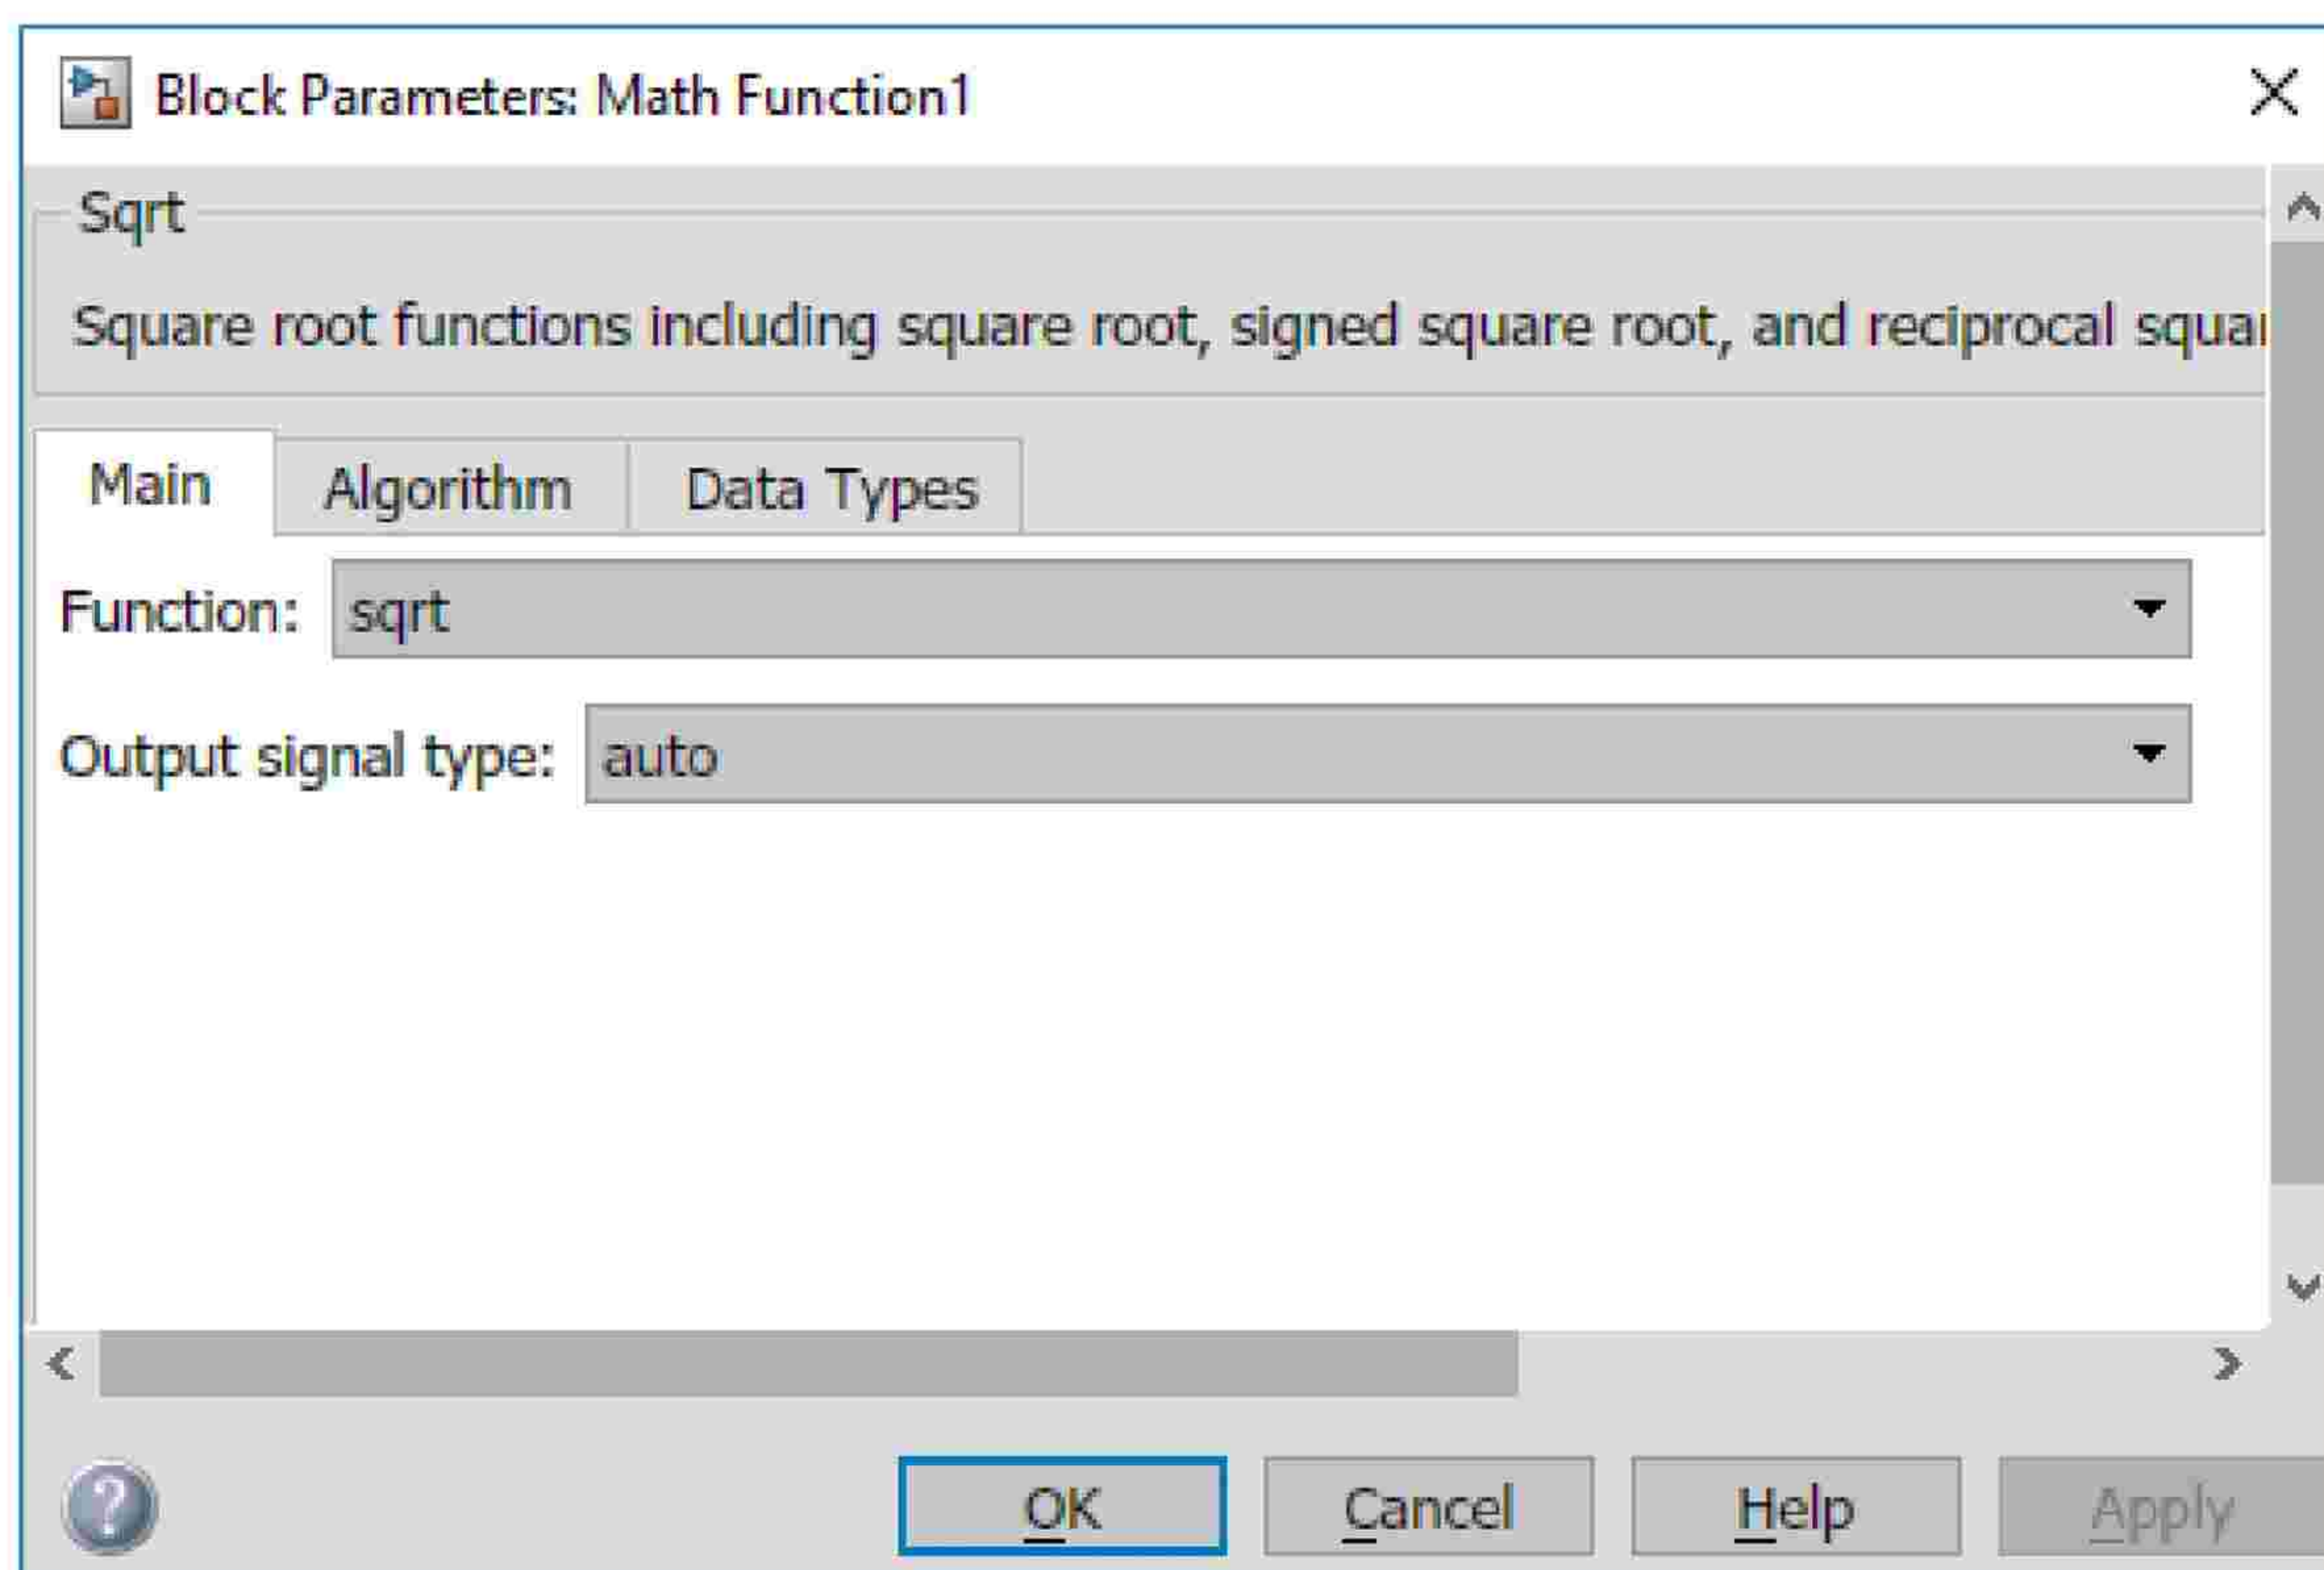 Block Parameters: Math Function1
Sqrt
Square root functions including square root, signed square root, and reciprocal squar
Main Algorithm Data Types
Function: sqrt
Output signal type: auto
? OK Cancel Help Apply